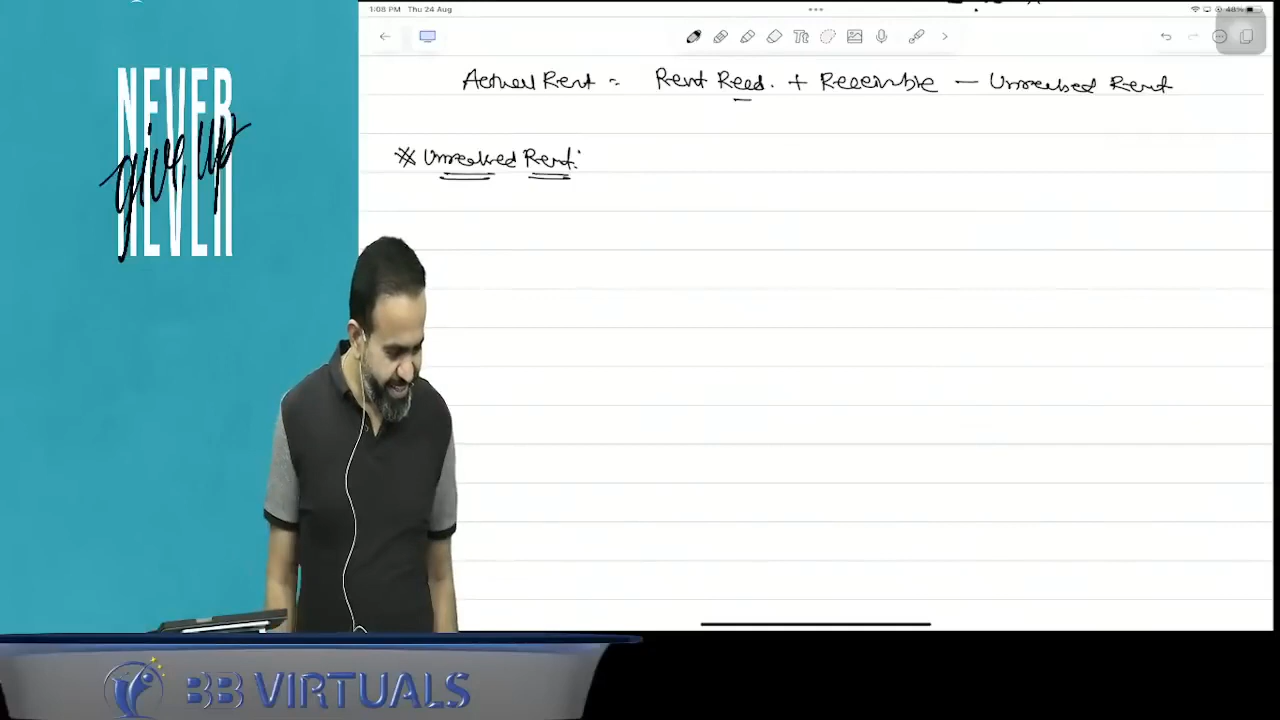 1:08 PM Thu 24 Aug
48%
NEVER
give up
NEVER
Actual Rent = Rent Recd. + Receivable — Unrealised Rent
※ Unrealised Rent:
BB VIRTUALS